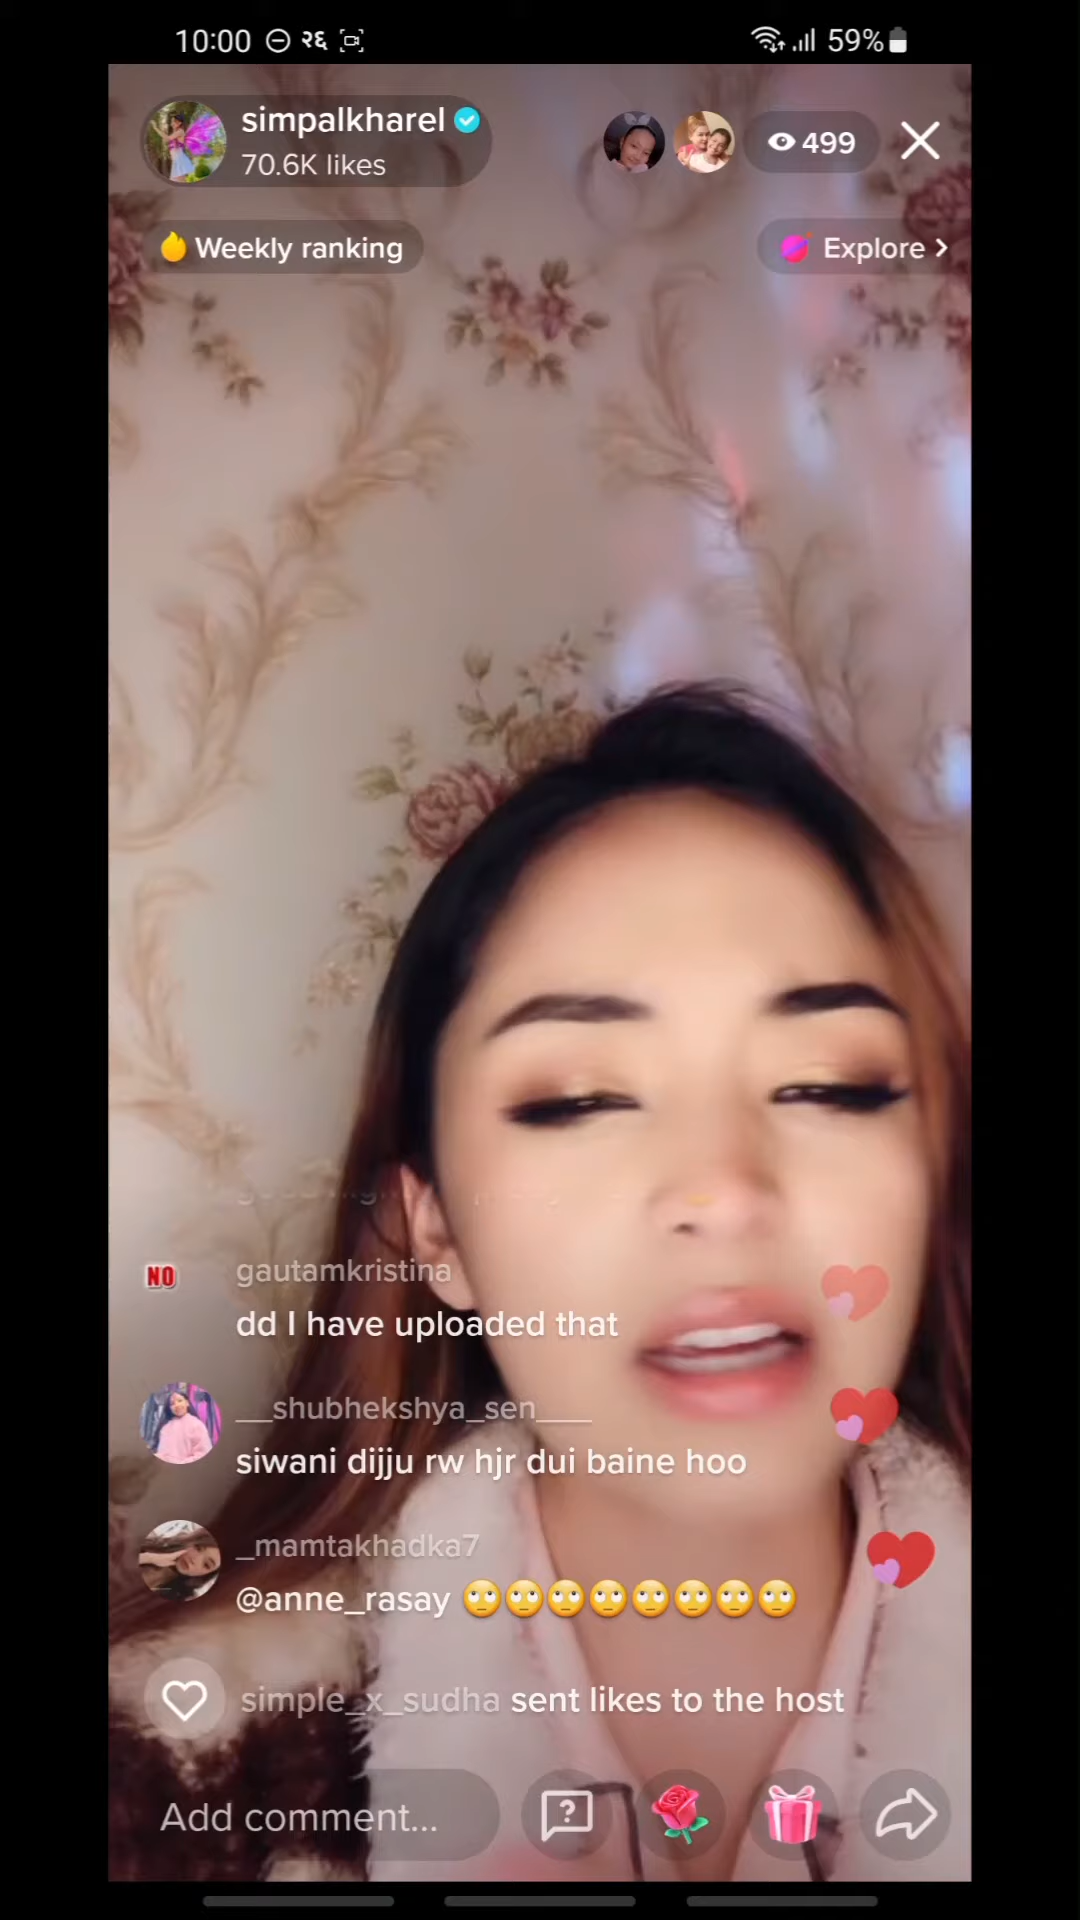 10:00 २६ 59%
simpalkharel
70.6K likes
499
Weekly ranking
Explore >
NO
gautamkristina
dd I have uploaded that
__shubhekshya_sen___
siwani dijju rw hjr dui baine hoo
_mamtakhadka7
@anne_rasay 🙄🙄🙄🙄🙄🙄🙄🙄
simple_x_sudha sent likes to the host
Add comment...